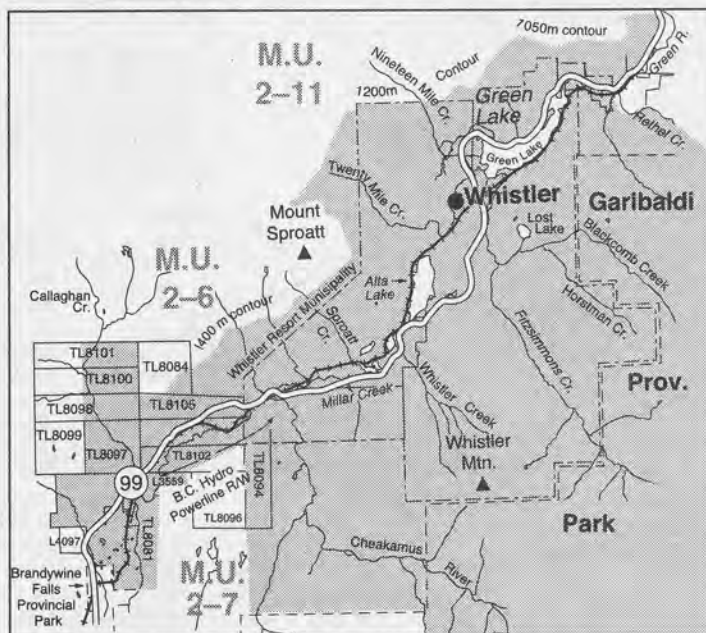 7050m contour
M.U.
2–11
Nineteen Mile Cr.
Contour
1200m
Green
Lake
Green Lake
Green R.
Rethel Cr.
Twenty Mile Cr.
Whistler
Garibaldi
Lost
Lake
Blackcomb Creek
Mount
Sproatt
M.U.
2–6
Callaghan
Cr.
Alta
Lake
Horstman Cr.
1400 m contour
Whistler Resort Municipality
Sproatt
Cr.
Fitzsimmons Cr.
Prov.
TL8101
TL8084
TL8100
TL8098
TL8105
Millar Creek
Whistler Creek
TL8099
TL8097
TL8102
Whistler
Mtn.
99
L3559
B.C. Hydro
Powerline R/W
TL8094
TL8096
TL8081
L4097
Park
Cheakamus
River
M.U.
2–7
Brandywine
Falls
Provincial
Park